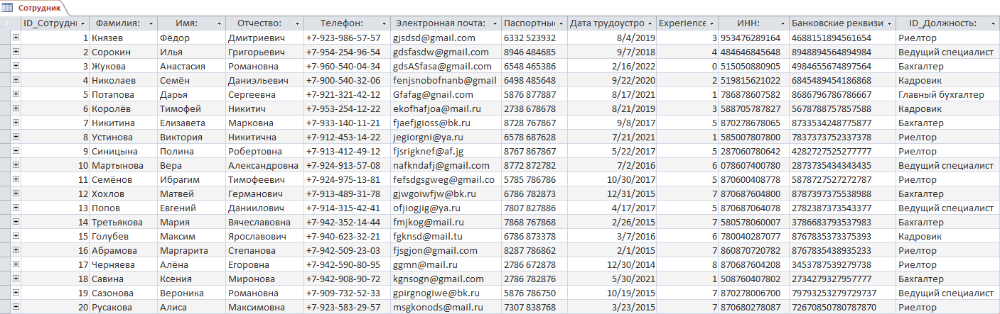 Сотрудник
ID_Сотрудни Фамилия: Имя: Отчество: Телефон: Электронная почта: Паспортные Дата трудоустро Experience ИНН: Банковские реквизи ID_Должность:
1 Князев Фёдор Дмитриевич +7-923-986-57-57 gjsdsd@gmail.com 6332 523932 8/4/2019 3 953476289164 4688151894561654 Риелтор
2 Сорокин Илья Григорьевич +7-954-254-96-54 gdsfasdw@gmail.com 8946 484685 9/7/2018 4 484646845648 8948894564894984 Ведущий специалист
3 Жукова Анастасия Романовна +7-960-540-04-34 gdsASfasa@gmail.com 6548 465386 2/16/2022 0 515050880905 4984655674897564 Бахгалтер
4 Николаев Семён Даниэльевич +7-900-540-32-06 fenjsnobofnanb@gmail 6498 485648 9/22/2020 2 519815621022 6845489454186868 Кадровик
5 Потапова Дарья Сергеевна +7-921-321-42-12 Gfafag@gnail.com 5876 877887 8/17/2021 1 786878607582 8686796786786667 Главный бухгалтер
6 Королёв Тимофей Никитич +7-953-254-12-22 ekofhafjoa@mail.ru 2738 678678 8/21/2019 3 588705787827 5678788757857588 Кадровик
7 Никитина Елизавета Марковна +7-933-140-11-21 fjaefjgioss@bk.ru 8728 767867 9/8/2017 5 870278678065 8733534248775877 Бахгалтер
8 Устинова Виктория Никитична +7-912-453-14-22 jegiorgni@ya.ru 6578 687628 7/21/2021 1 585007807800 7837373752337378 Риелтор
9 Синицына Полина Робертовна +7-913-412-49-12 fjsrigknef@af.jg 8767 867867 5/22/2017 5 287060780642 4282727525277777 Риелтор
10 Мартынова Вера Александровна +7-924-913-57-08 nafkndafj@gmail.com 8772 872782 7/2/2016 6 078607400780 2873735434343435 Ведущий специалист
11 Семёнов Ибрагим Тимофеевич +7-924-975-13-81 fefsdgsgweg@gmail.co 5785 786786 10/30/2017 5 870600408778 5878727527272787 Риелтор
12 Хохлов Матвей Германович +7-913-489-31-78 gjwgoiwfjw@bk.ru 6786 782873 12/31/2015 7 870687604800 8787397375538988 Бахгалтер
13 Попов Евгений Даниилович +7-914-315-42-41 ofjiogjig@ya.ru 7807 827886 4/17/2017 5 870687064078 2782387373543377 Ведущий специалист
14 Третьякова Мария Вячеславовна +7-942-352-14-44 fmjkog@mail.ru 7868 767868 2/26/2015 7 580578060007 3786683793537983 Бахгалтер
15 Голубев Максим Ярославович +7-940-623-32-21 fgknsd@mail.tu 6786 873378 3/7/2016 6 780040287077 8767835373375393 Кадровик
16 Абрамова Маргарита Степанова +7-942-509-23-03 fjsgjon@gmail.com 8287 786862 2/1/2015 7 860870720782 8767835438935233 Риелтор
17 Черняева Алёна Егоровна +7-942-590-80-95 ggmn@mail.ru 2786 672878 12/30/2014 8 870687604208 3453787539279738 Риелтор
18 Савина Ксения Миронова +7-942-908-90-72 kgnsogn@gmail.com 2786 782876 5/30/2021 1 508760407802 2734279327957777 Бахгалтер
19 Сазонова Вероника Романовна +7-909-732-52-33 gpirgnogiwe@bk.ru 5876 786750 10/19/2015 7 870278006700 79793253279729737 Ведущий специалист
20 Русакова Алиса Максимовна +7-923-583-29-57 msgkonods@mail.ru 7307 838768 3/23/2015 7 870680278087 72670850780787870 Риелтор